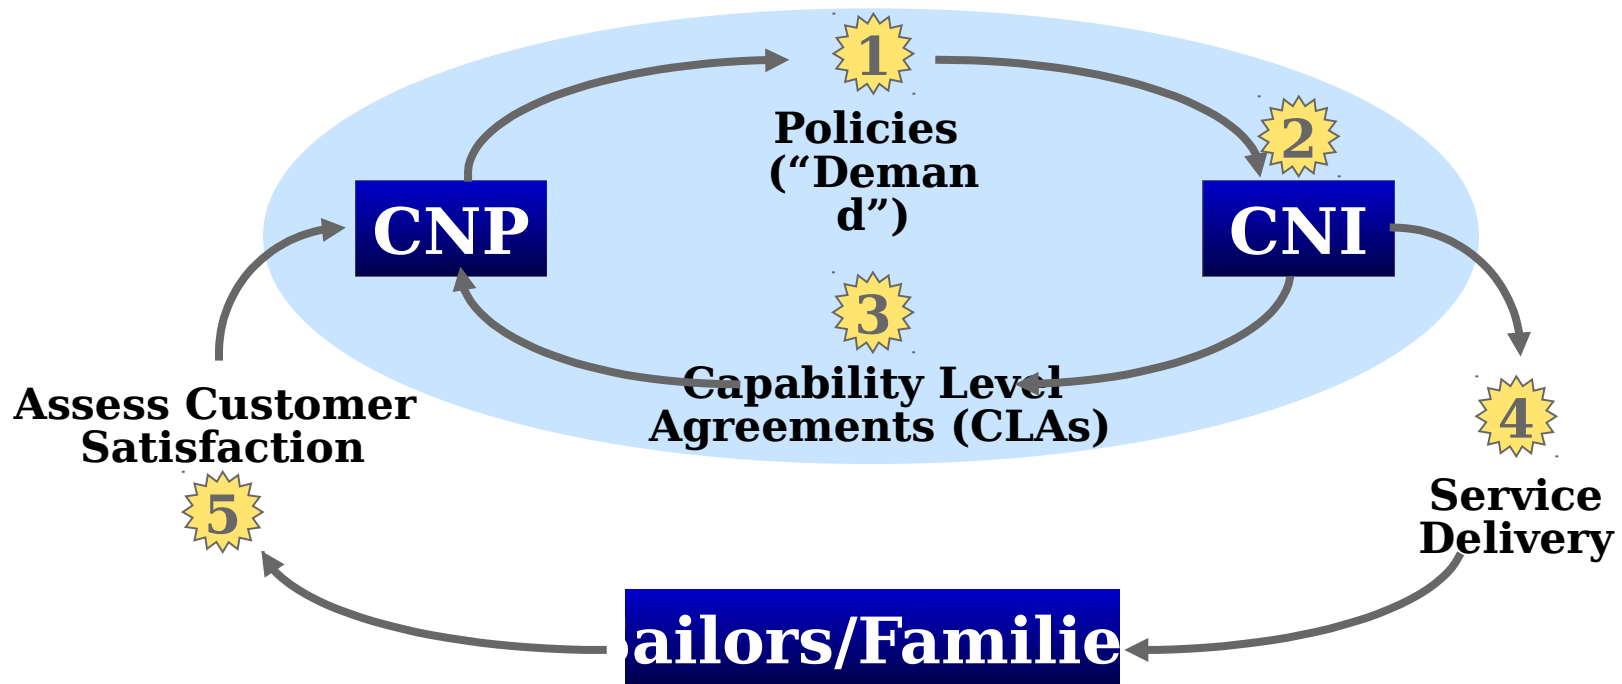 1
Policies
(“Deman
d”)
2
CNP
CNI
3
Capability Level
Agreements (CLAs)
Assess Customer
Satisfaction
4
5
Service
Delivery
ailors/Familie